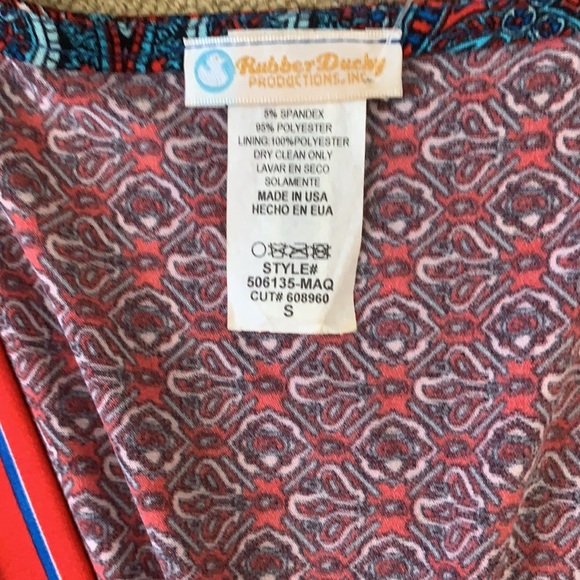 Rubber Ducky
PRODUCTIONS, INC.
5% SPANDEX
95% POLYESTER
LINING:100%POLYESTER
DRY CLEAN ONLY
LAVAR EN SECO
SOLAMENTE
MADE IN USA
HECHO EN EUA
STYLE#
506135-MAQ
CUT# 608960
S